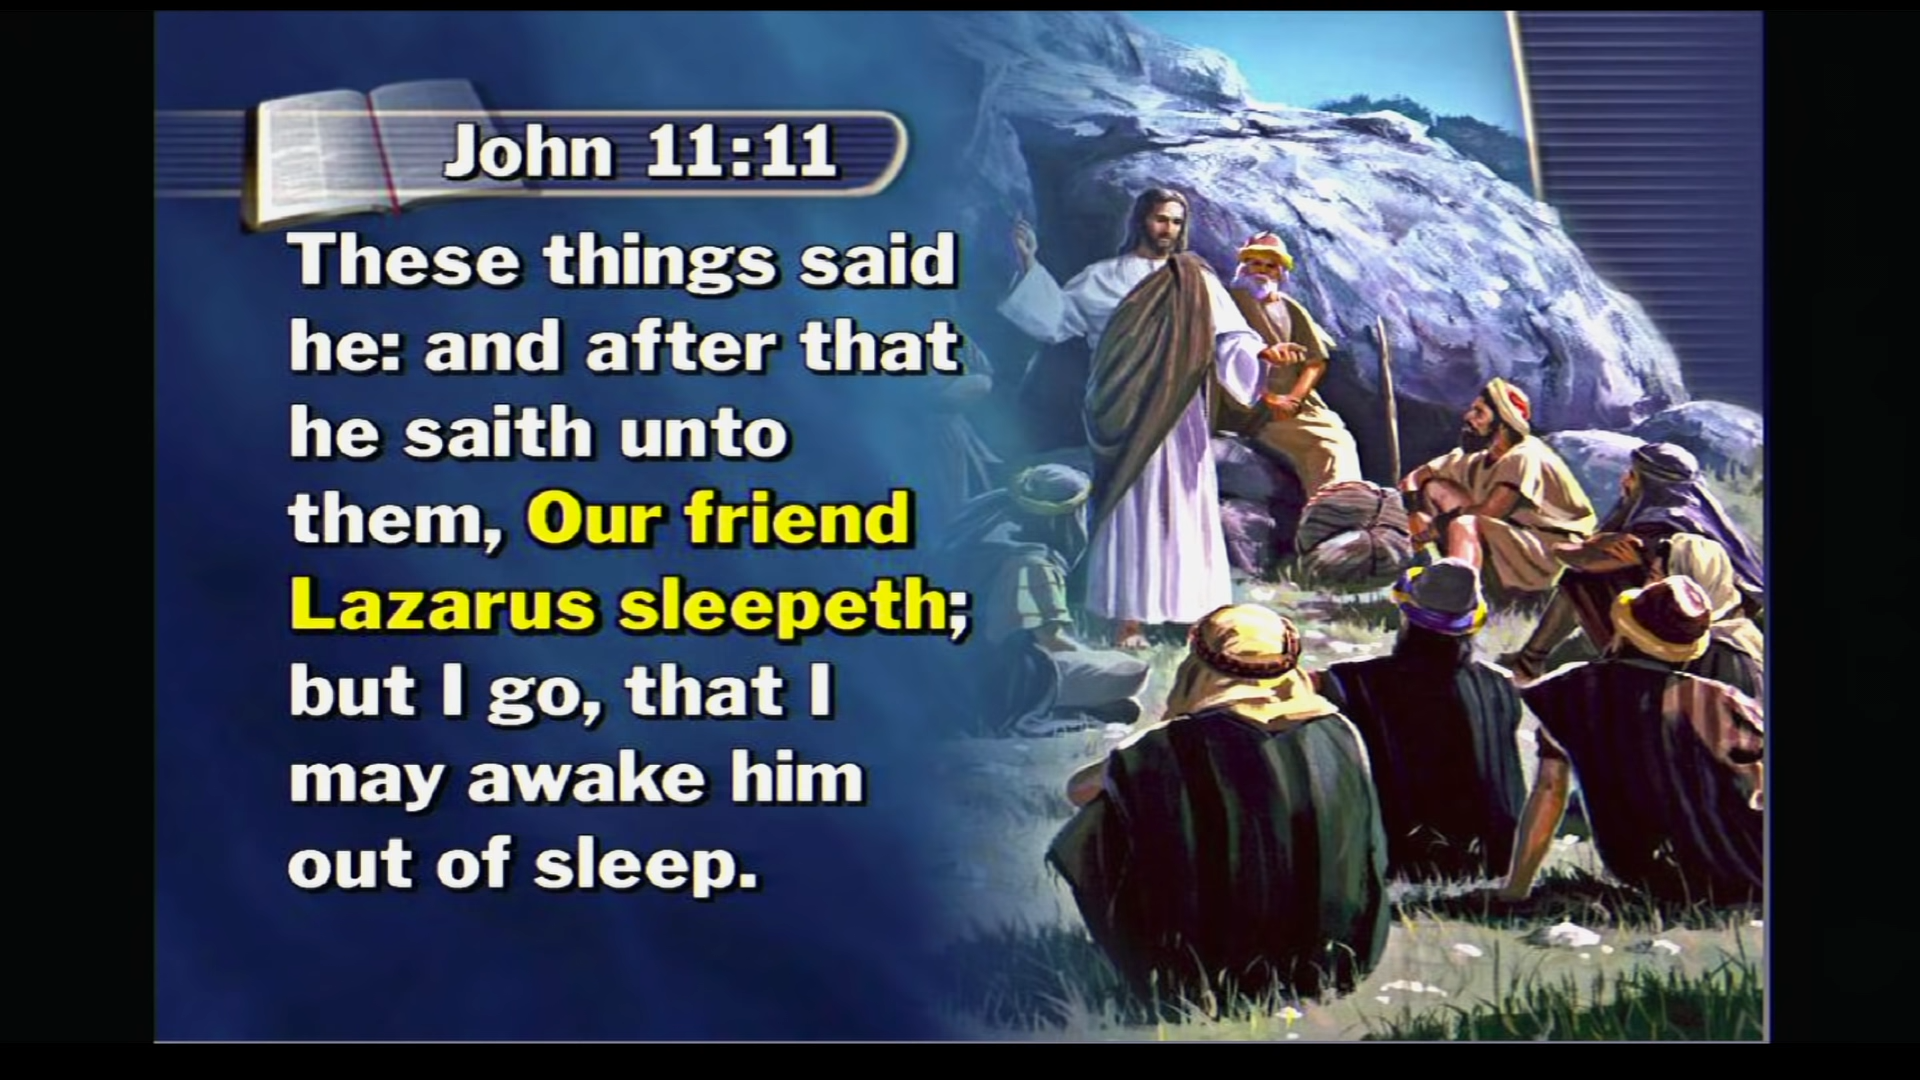 John 11:11
These things said
he: and after that
he saith unto
them, Our friend
Lazarus sleepeth;
but I go, that I
may awake him
out of sleep.